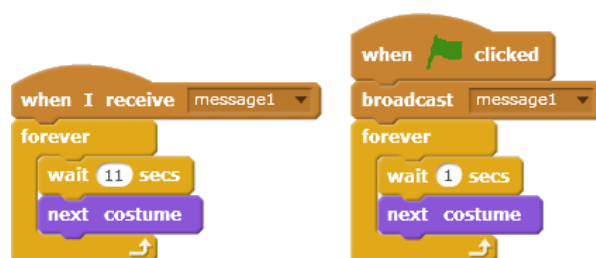 when I receive message1
forever
wait 11 secs
next costume
when clicked
broadcast message1
forever
wait 1 secs
next costume